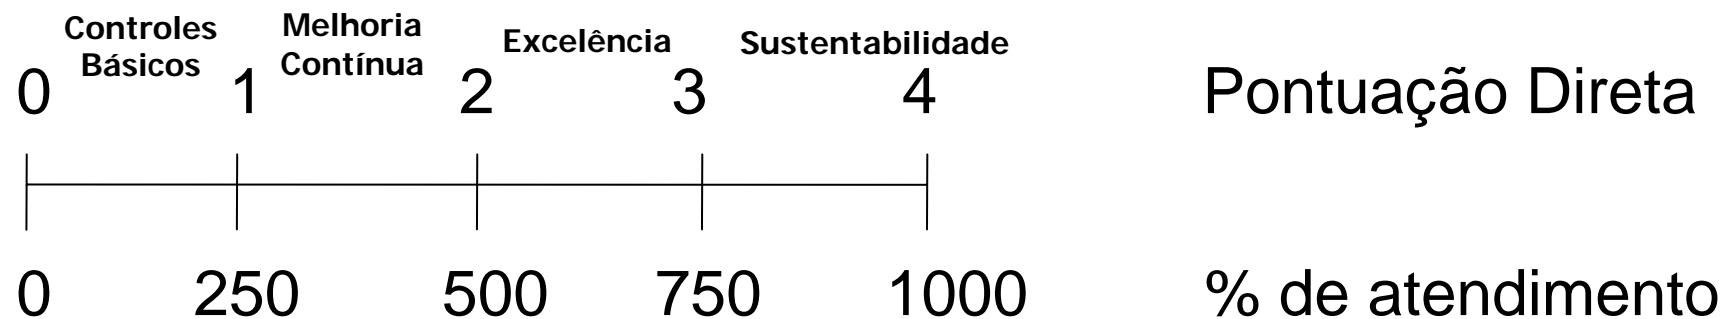 Controles
Básicos
Melhoria
Contínua
Excelência
Sustentabilidade
0 1 2 3 4 Pontuação Direta
0 250 500 750 1000 % de atendimento